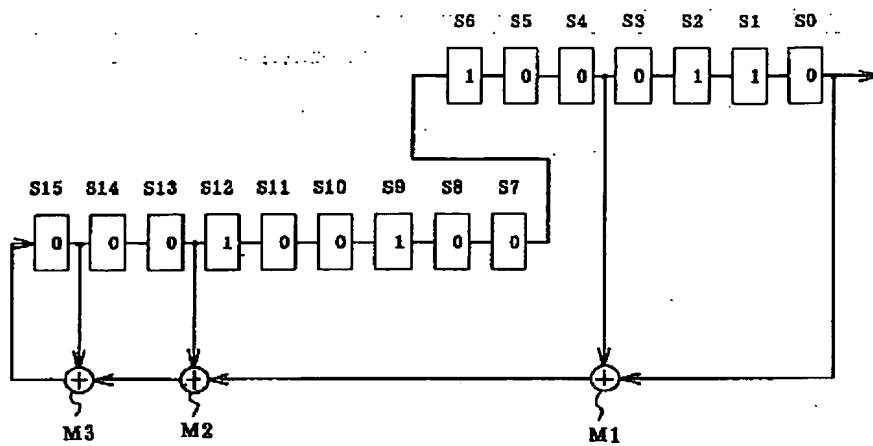 S6 S5 S4 S3 S2 S1 S0
1 0 0 0 1 1 0
S15 S14 S13 S12 S11 S10 S9 S8 S7
0 0 0 1 0 0 1 0 0
+ + +
M3 M2 M1